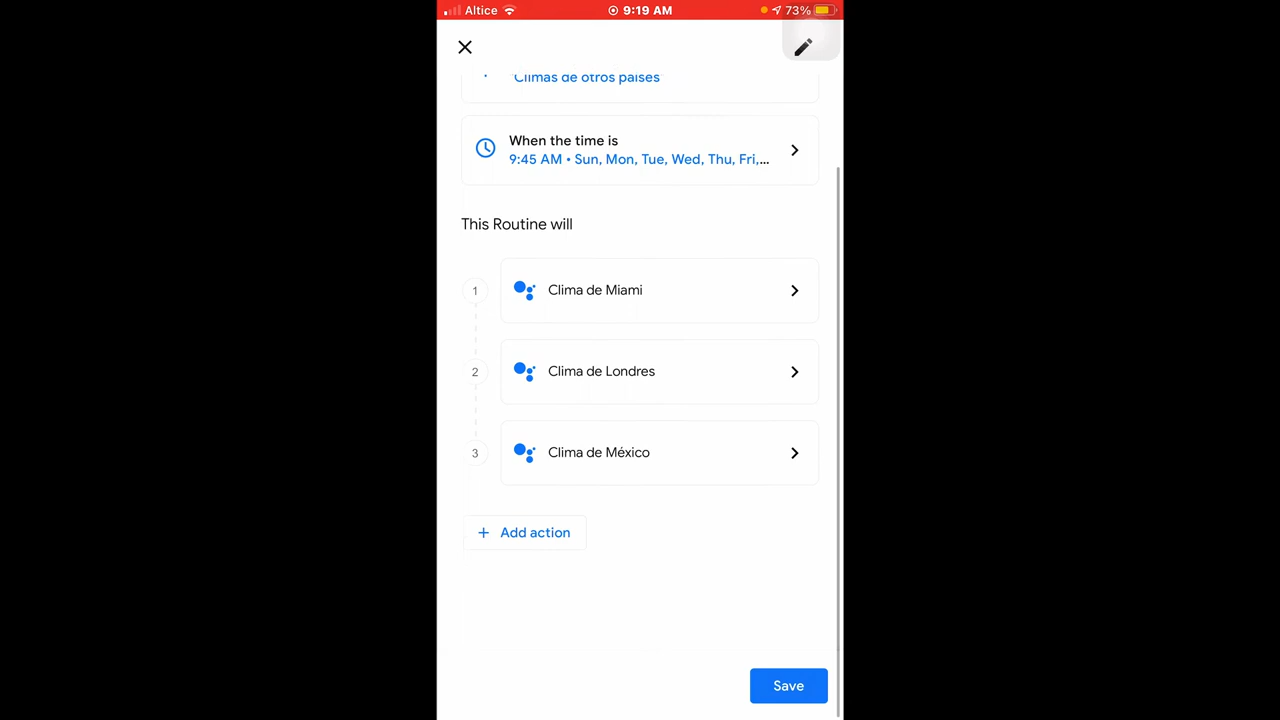 Altice 9:19 AM 73%
Climas de otros países
When the time is
9:45 AM • Sun, Mon, Tue, Wed, Thu, Fri,...
This Routine will
1 Clima de Miami
2 Clima de Londres
3 Clima de México
+ Add action
Save